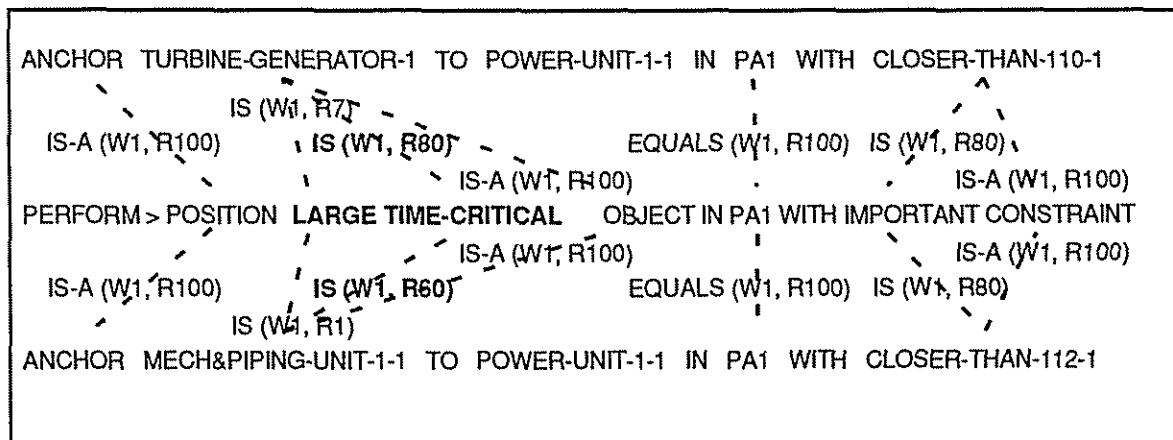 ANCHOR TURBINE-GENERATOR-1 TO POWER-UNIT-1-1 IN PA1 WITH CLOSER-THAN-110-1
IS (W1, R7)
IS-A (W1, R100) IS (W1, R80) EQUALS (W1, R100) IS (W1, R80)
IS-A (W1, R100) IS-A (W1, R100)
PERFORM > POSITION LARGE TIME-CRITICAL OBJECT IN PA1 WITH IMPORTANT CONSTRAINT
IS-A (W1, R100) IS-A (W1, R100)
IS-A (W1, R100) IS (W1, R60) EQUALS (W1, R100) IS (W1, R80)
IS (W1, R1)
ANCHOR MECH&PIPING-UNIT-1-1 TO POWER-UNIT-1-1 IN PA1 WITH CLOSER-THAN-112-1